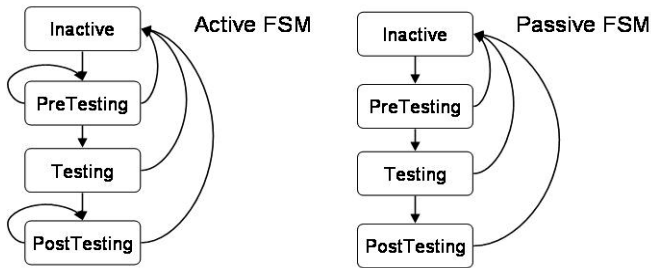 Active FSM
Inactive
PreTesting
Testing
PostTesting
Passive FSM
Inactive
PreTesting
Testing
PostTesting